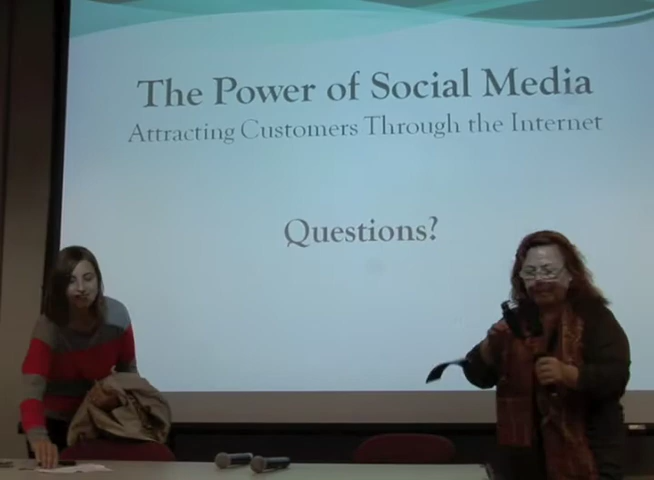 The Power of Social Media
Attracting Customers Through the Internet
Questions?